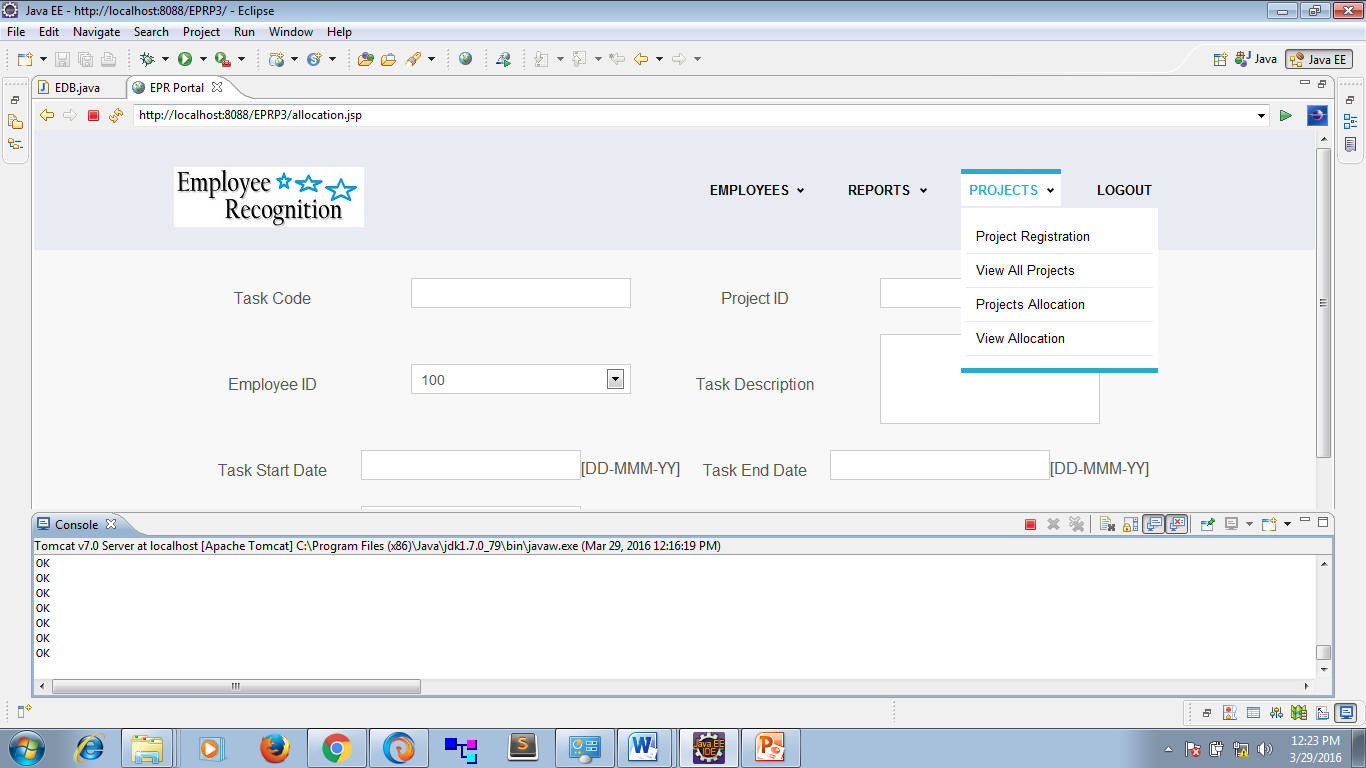 Java EE - http://localhost:8088/EPRP3/ - Eclipse
File Edit Navigate Search Project Run Window Help
Java Java EE
EDB.java EPR Portal
http://localhost:8088/EPRP3/allocation.jsp
Employee
Recognition
EMPLOYEES REPORTS PROJECTS LOGOUT
Project Registration
View All Projects
Projects Allocation
View Allocation
Task Code Project ID
Employee ID 100 Task Description
Task Start Date [DD-MMM-YY] Task End Date [DD-MMM-YY]
Console
Tomcat v7.0 Server at localhost [Apache Tomcat] C:\Program Files (x86)\Java\jdk1.7.0_79\bin\javaw.exe (Mar 29, 2016 12:16:19 PM)
OK
OK
OK
OK
OK
OK
OK
Java EE
IDE
12:23 PM
3/29/2016